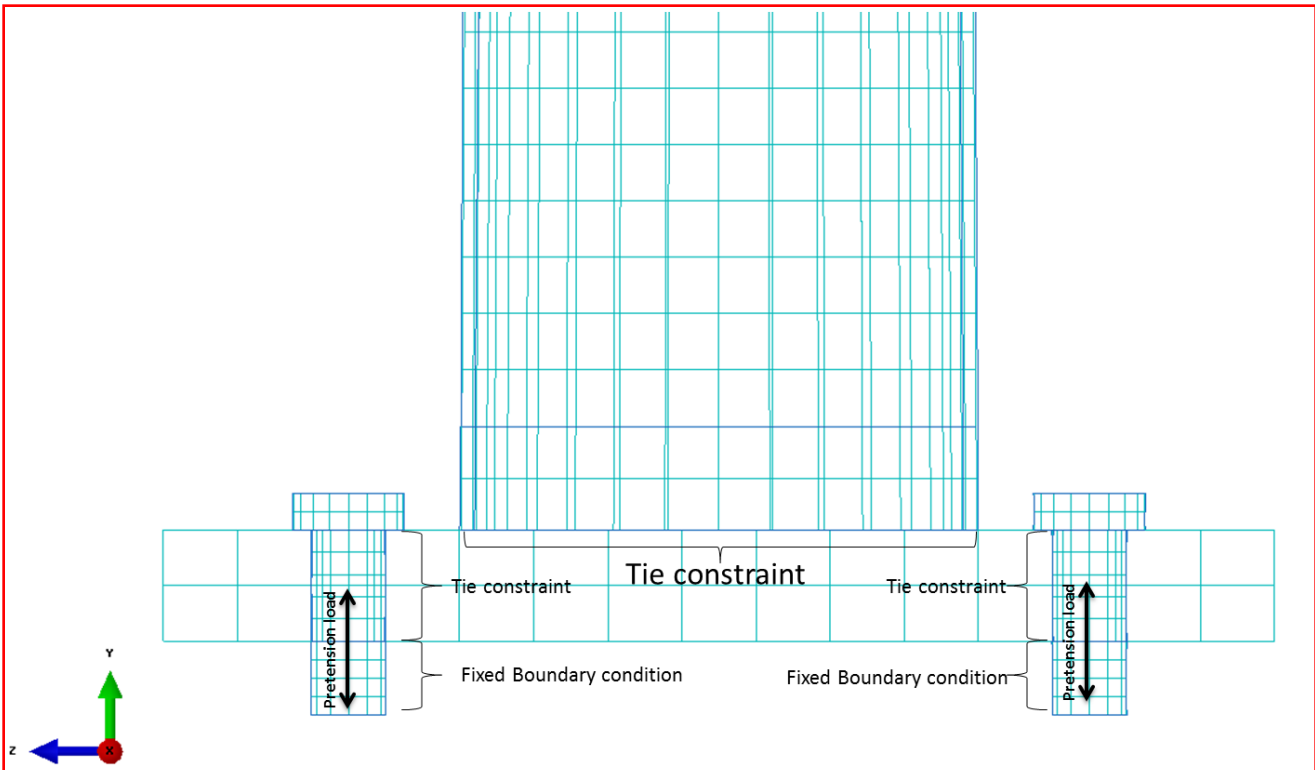 Tie constraint
Tie constraint
Tie constraint
Pretension load
Pretension load
Fixed Boundary condition
Fixed Boundary condition
Y
Z
X